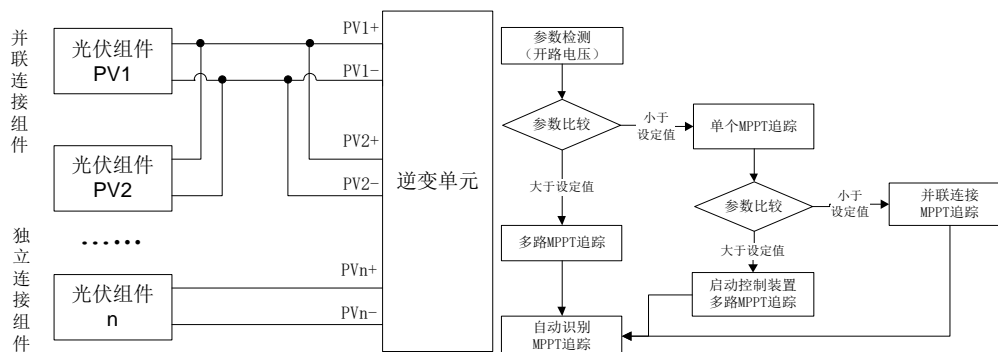 并联连接组件
光伏组件
PV1
光伏组件
PV2
独立连接组件
……
光伏组件
n
PV1+
PV1-
PV2+
PV2-
PVn+
PVn-
逆变单元
参数检测
（开路电压）
参数比较
小于
设定值
单个MPPT追踪
大于设定值
多路MPPT追踪
参数比较
小于
设定值
并联连接
MPPT追踪
大于设定值
启动控制装置
多路MPPT追踪
自动识别
MPPT追踪